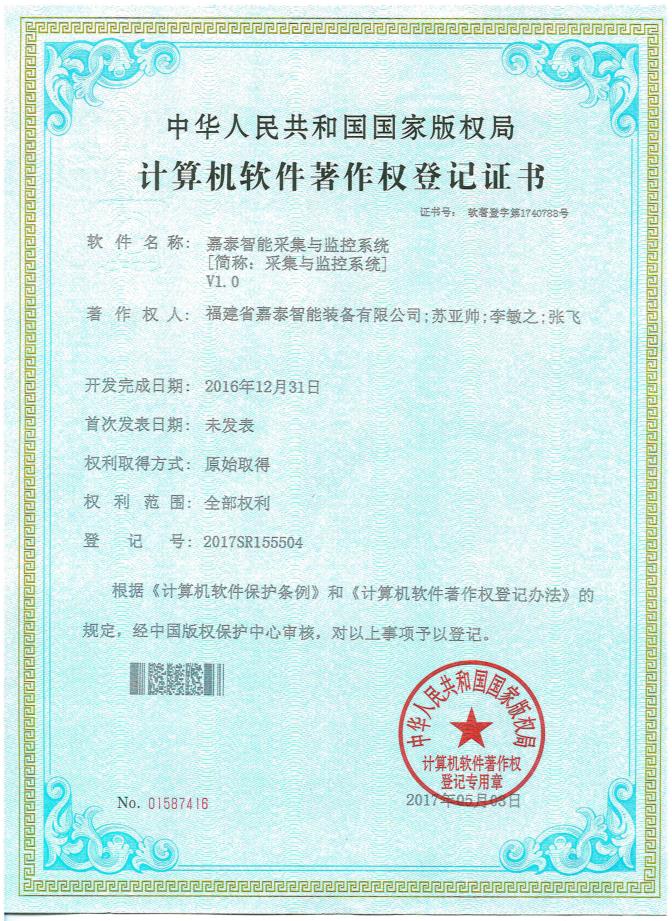 中华人民共和国国家版权局
计算机软件著作权登记证书
证书号： 软著登字第1740788号
软 件 名 称： 嘉泰智能采集与监控系统
[简称：采集与监控系统]
V1.0
著 作 权 人： 福建省嘉泰智能装备有限公司;苏亚帅;李敏之;张飞
开发完成日期： 2016年12月31日
首次发表日期： 未发表
权利取得方式： 原始取得
权 利 范 围： 全部权利
登 记 号： 2017SR155504
根据《计算机软件保护条例》和《计算机软件著作权登记办法》的
规定，经中国版权保护中心审核，对以上事项予以登记。
中华人民共和国国家版权局
计算机软件著作权
登记专用章
No. 01587416
2017年05月03日